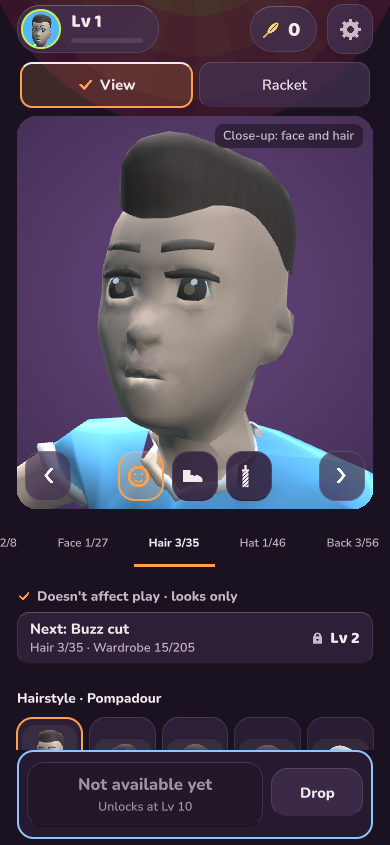 Lv 1
0
View
Racket
Close-up: face and hair
2/8
Face 1/27
Hair 3/35
Hat 1/46
Back 3/56
Doesn't affect play · looks only
Next: Buzz cut
Hair 3/35 · Wardrobe 15/205
Lv 2
Hairstyle · Pompadour
Not available yet
Unlocks at Lv 10
Drop